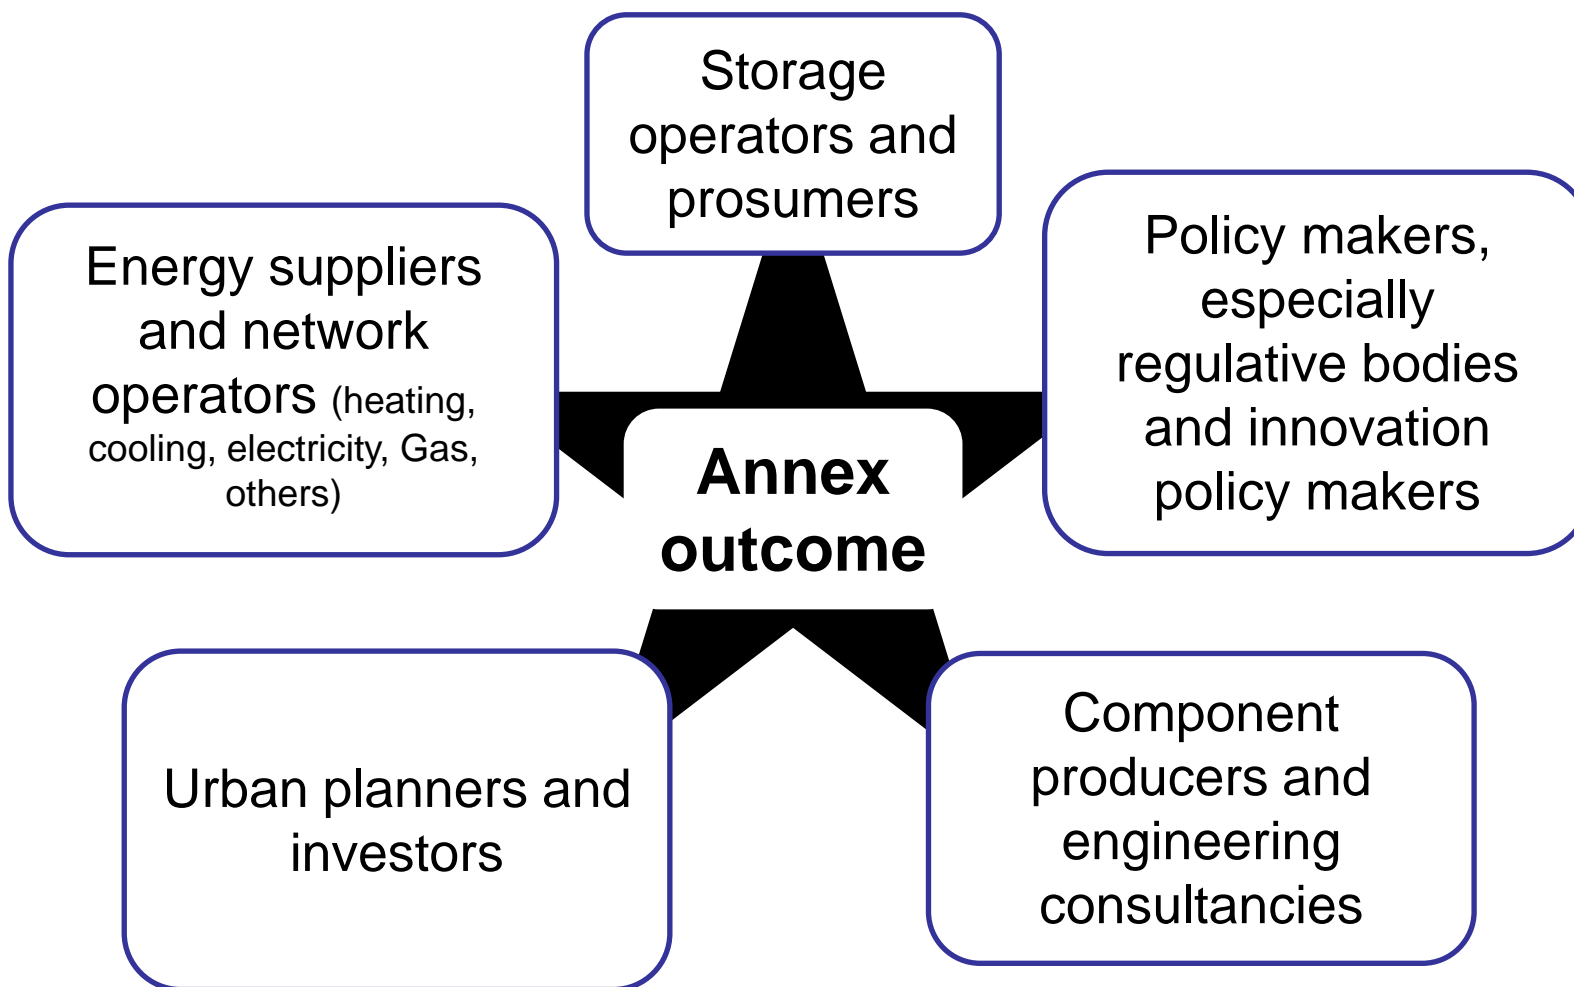 Storage
operators and
prosumers
Energy suppliers
and network
operators (heating,
cooling, electricity, Gas,
others)
Policy makers,
especially
regulative bodies
and innovation
policy makers
Annex
outcome
Urban planners and
investors
Component
producers and
engineering
consultancies